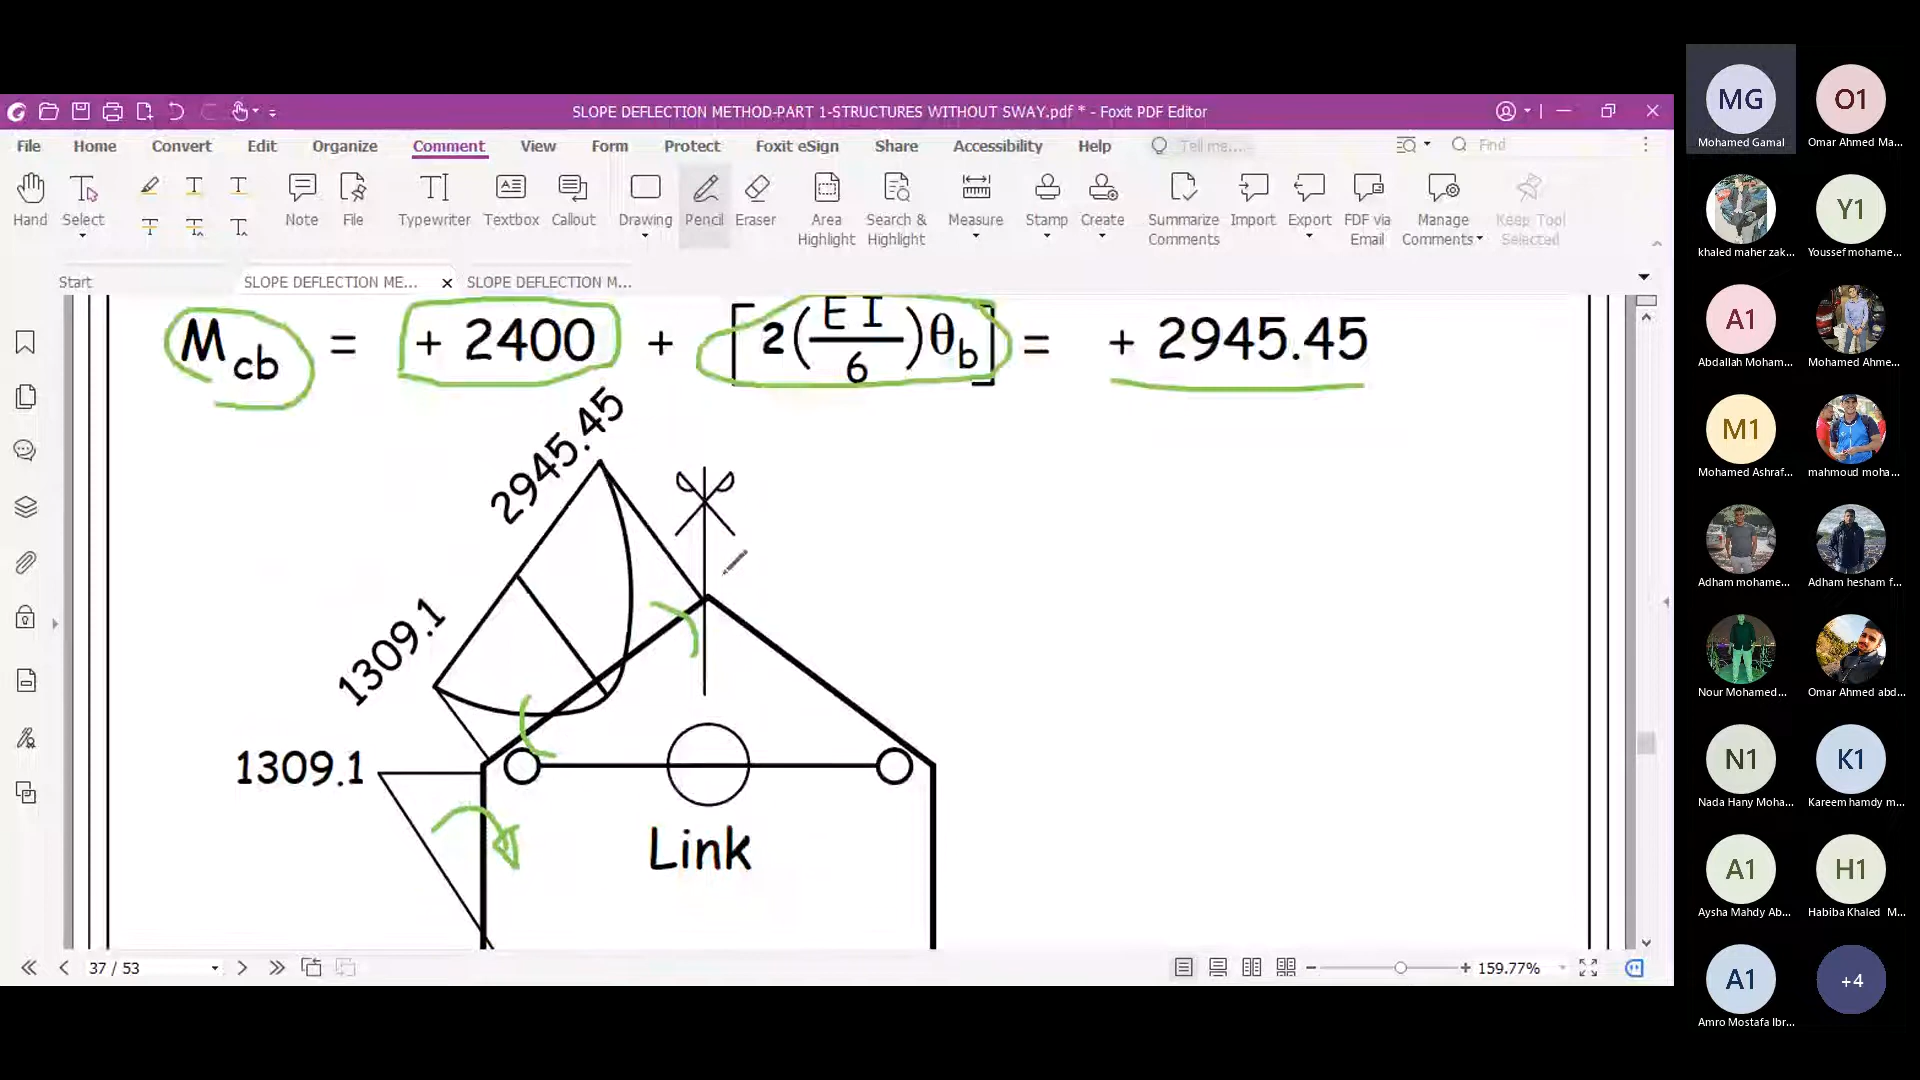 SLOPE DEFLECTION METHOD-PART 1-STRUCTURES WITHOUT SWAY.pdf * - Foxit PDF Editor
File Home Convert Edit Organize Comment View Form Protect Foxit eSign Share Accessibility Help Tell me... Find
Hand Select Note File Typewriter Textbox Callout Drawing Pencil Eraser Area Highlight Search & Highlight Measure Stamp Create Summarize Comments Import Export FDF via Email Manage Comments Keep Tool Selected
Start SLOPE DEFLECTION ME... SLOPE DEFLECTION M...
M cb = + 2400 + [2(EI/6)θb] = + 2945.45
2945.45
1309.1
1309.1
Link
37 / 53
159.77%
MG O1
Mohamed Gamal Omar Ahmed Ma...
Y1
khaled maher zak... Youssef mohame...
A1
Abdallah Moham... Mohamed Ahme...
M1
Mohamed Ashraf... mahmoud moha...
Adham mohame... Adham hesham f...
Nour Mohamed... Omar Ahmed abd...
N1 K1
Nada Hany Moha... Kareem hamdy m...
A1 H1
Aysha Mahdy Ab... Habiba Khaled M...
A1 +4
Amro Mostafa Ibr...